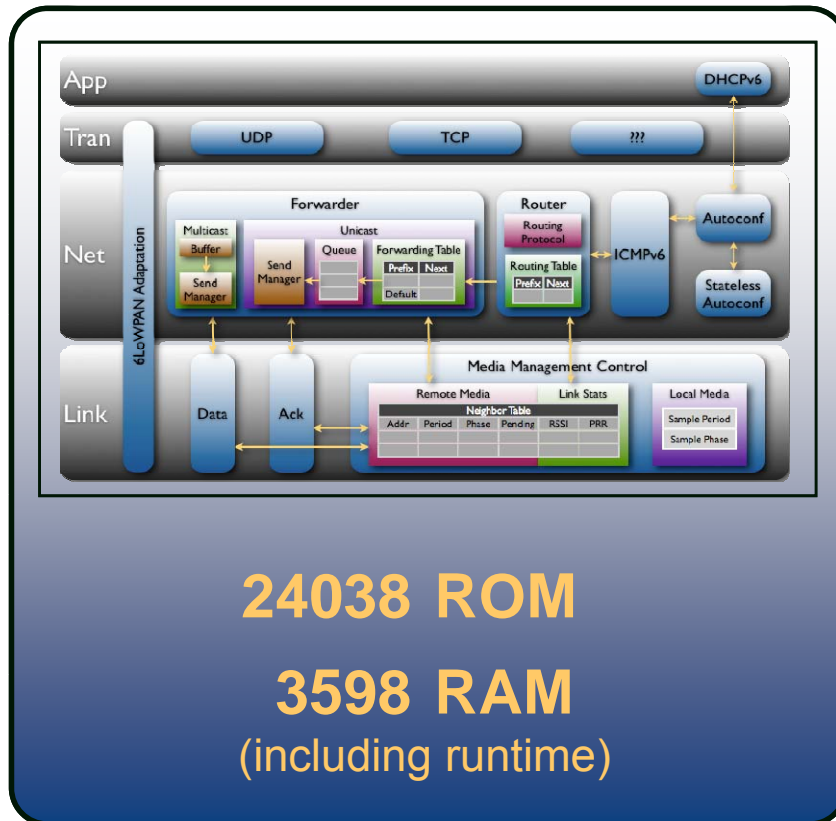 App
DHCPv6
Tran
UDP
TCP
???
Net
6LoWPAN Adaptation
Forwarder
Multicast
Buffer
Send
Manager
Unicast
Send
Manager
Queue
Forwarding Table
Prefix Next
Default
Router
Routing
Protocol
Routing Table
Prefix Next
ICMPv6
Autoconf
Stateless
Autoconf
Link
Data
Ack
Media Management Control
Remote Media
Link Stats
Neighbor Table
Addr Period Phase Pending RSSI PRR
Local Media
Sample Period
Sample Phase
24038 ROM
3598 RAM
(including runtime)